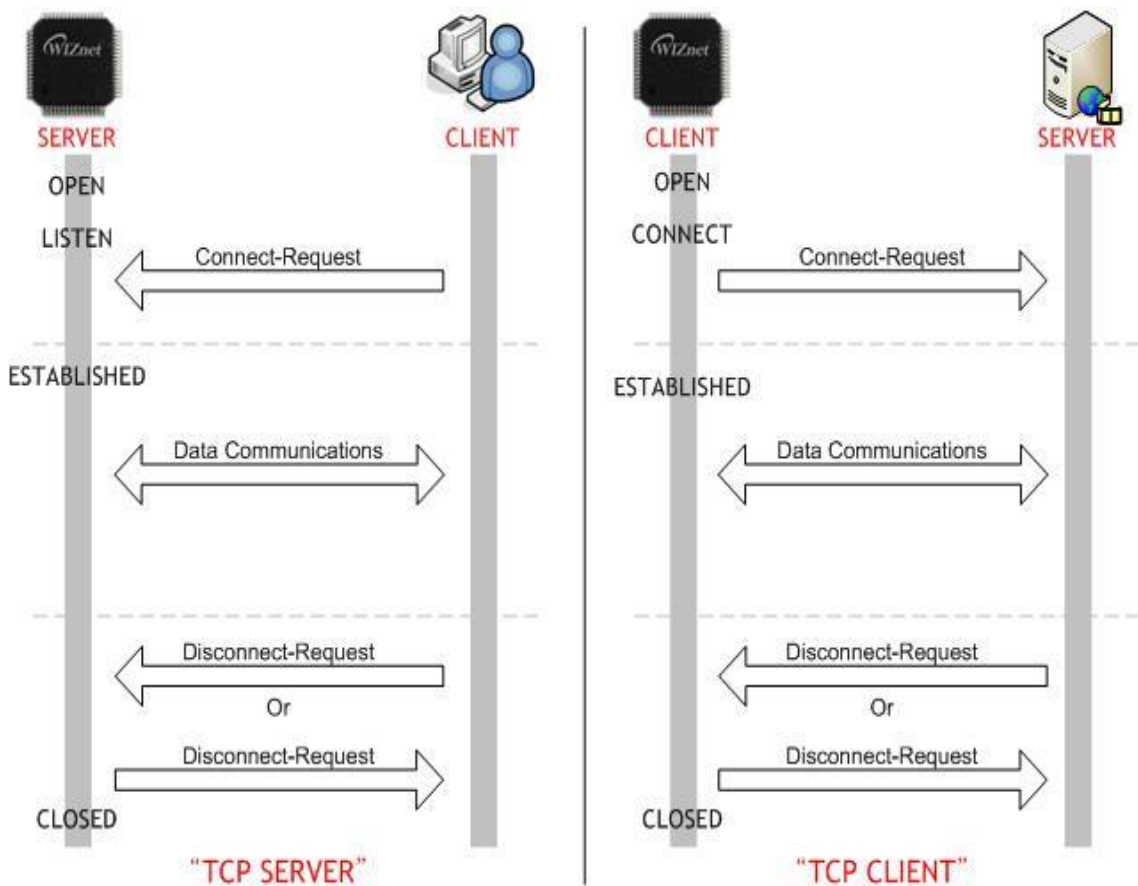 WIZnet
SERVER
CLIENT
OPEN
LISTEN
Connect-Request
ESTABLISHED
Data Communications
Disconnect-Request
Or
Disconnect-Request
CLOSED
"TCP SERVER"
WIZnet
CLIENT
SERVER
OPEN
CONNECT
Connect-Request
ESTABLISHED
Data Communications
Disconnect-Request
Or
Disconnect-Request
CLOSED
"TCP CLIENT"